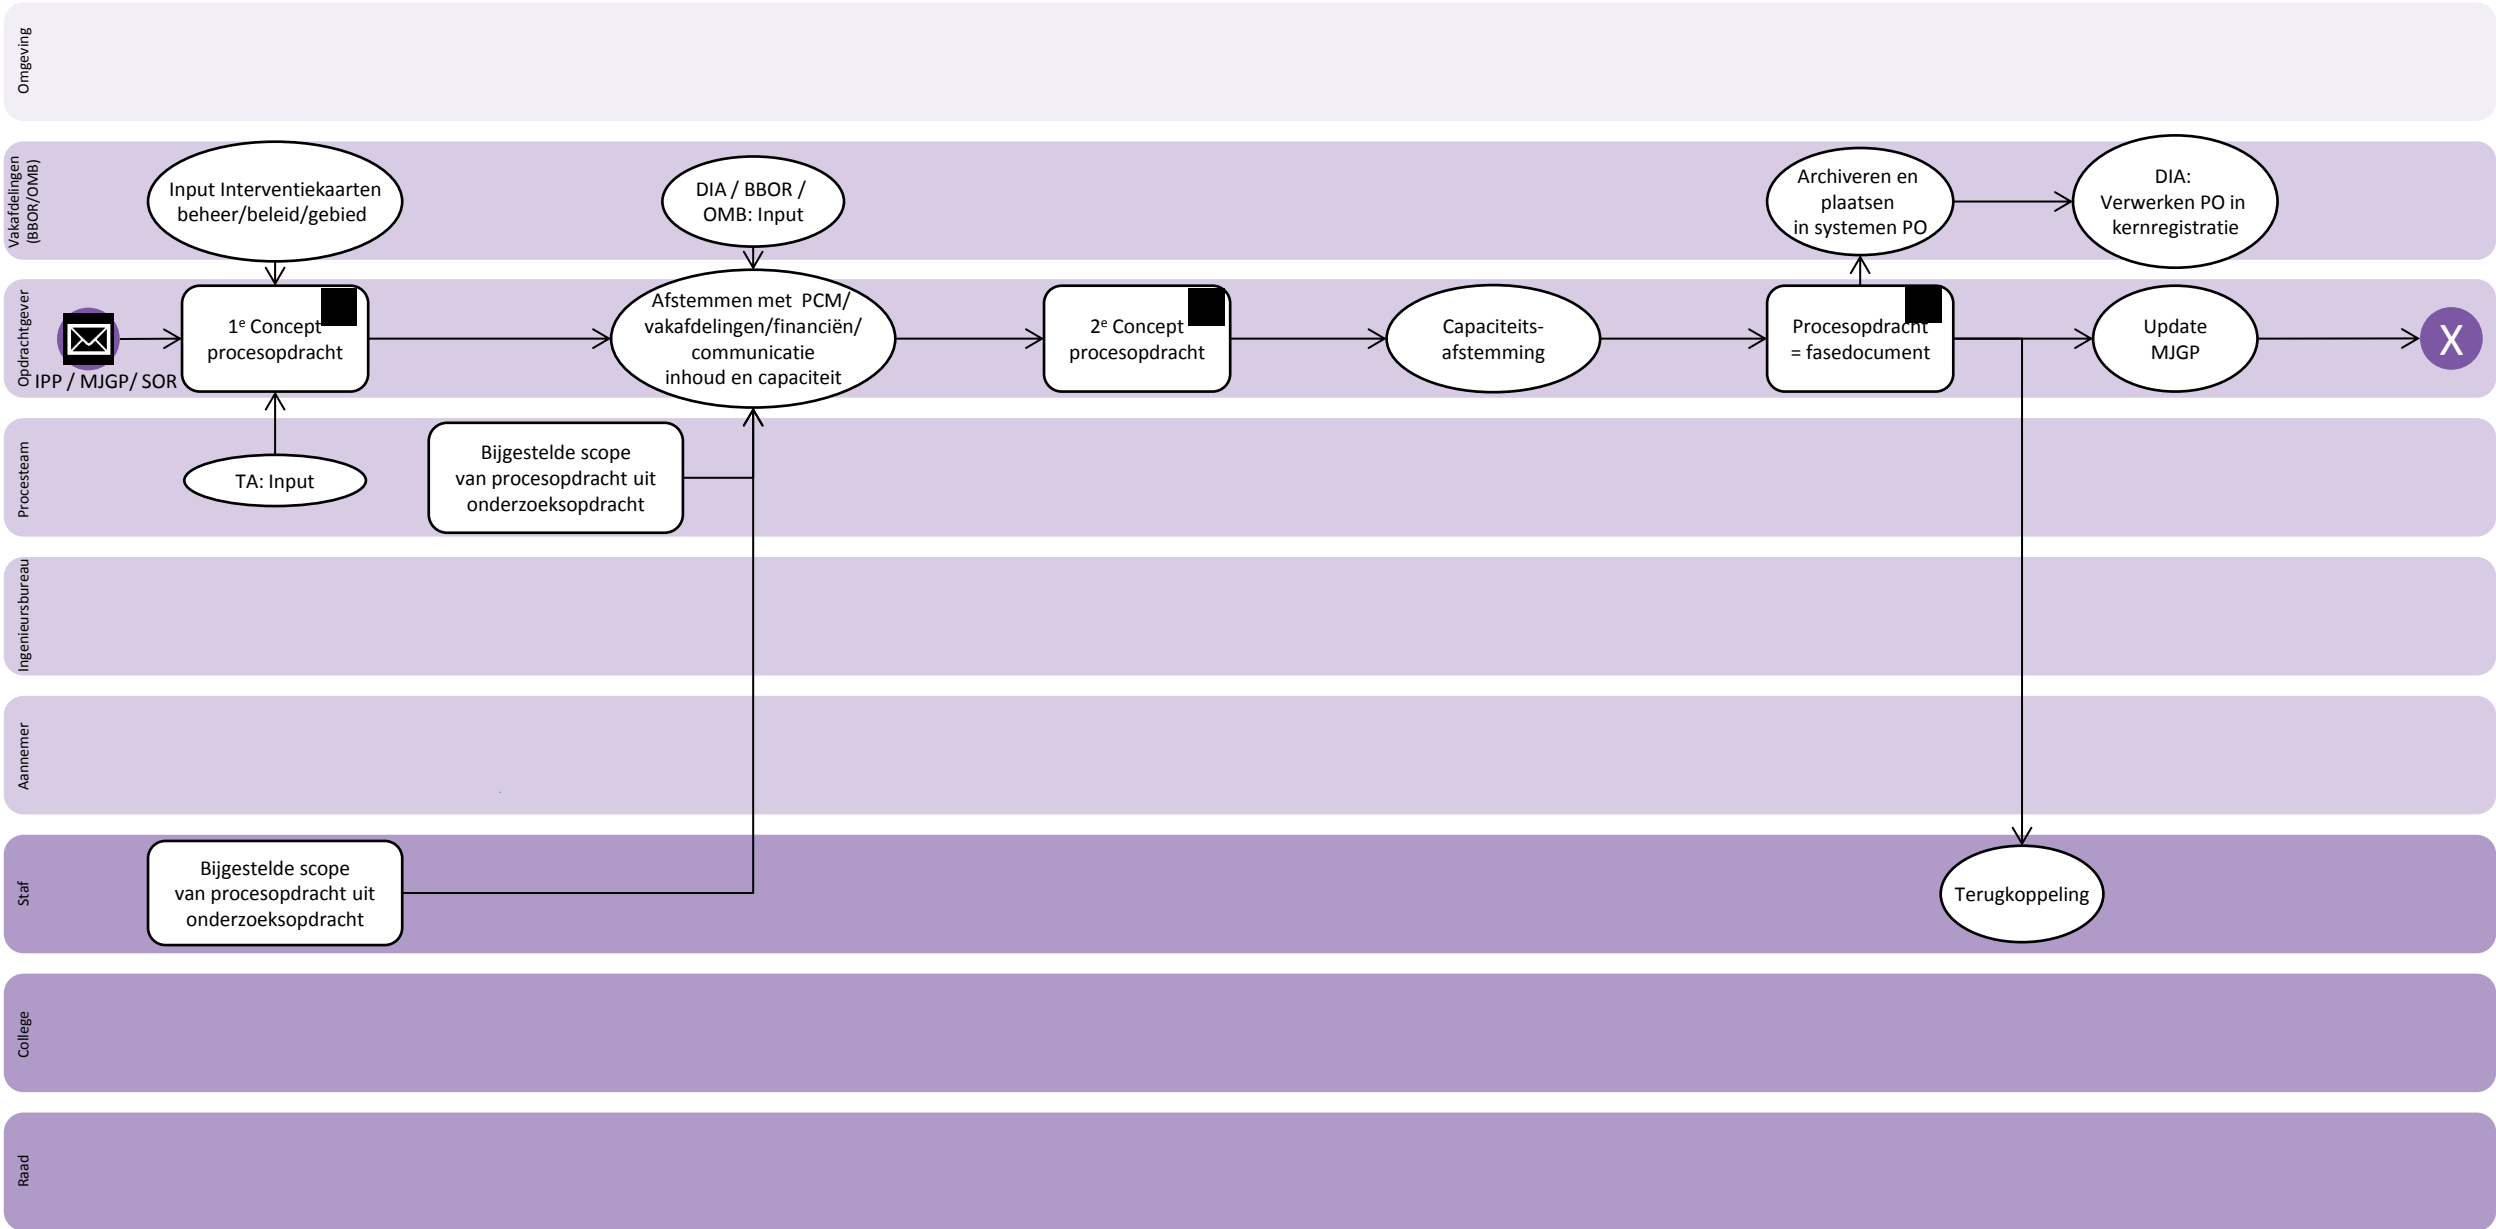 Omgeving
Vakafdelingen
(BBOR/OMB)
Input Interventiekaarten
beheer/beleid/gebied
DIA / BBOR /
OMB: Input
Archiveren en
plaatsen
in systemen PO
DIA:
Verwerken PO in
kernregistratie
Opdrachtgever
IPP / MJGP/ SOR
1e Concept
procesopdracht
Afstemmen met  PCM/
vakafdelingen/financiën/
communicatie
inhoud en capaciteit
2e Concept
procesopdracht
Capaciteits-
afstemming
Procesopdracht
= fasedocument
Update
MJGP
X
Procesteam
TA: Input
Bijgestelde scope
van procesopdracht uit
onderzoeksopdracht
Ingenieursbureau
Aannemer
Staf
Bijgestelde scope
van procesopdracht uit
onderzoeksopdracht
Terugkoppeling
College
Raad